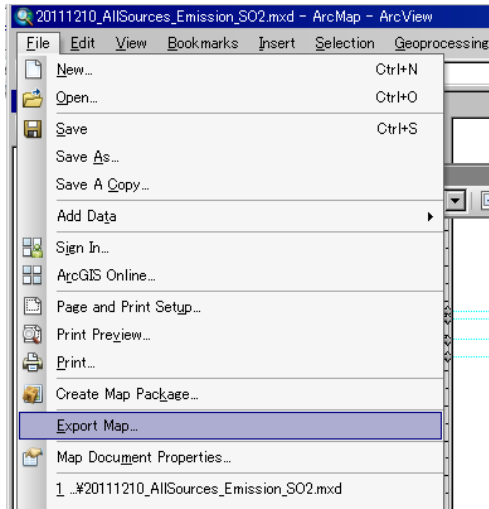 20111210_AllSources_Emission_SO2.mxd - ArcMap - ArcView
File Edit View Bookmarks Insert Selection Geoprocessing
New... Ctrl+N
Open... Ctrl+O
Save Ctrl+S
Save As...
Save A Copy...
Add Data
Sign In...
ArcGIS Online...
Page and Print Setup...
Print Preview...
Print...
Create Map Package...
Export Map...
Map Document Properties...
1 ..¥20111210_AllSources_Emission_SO2.mxd